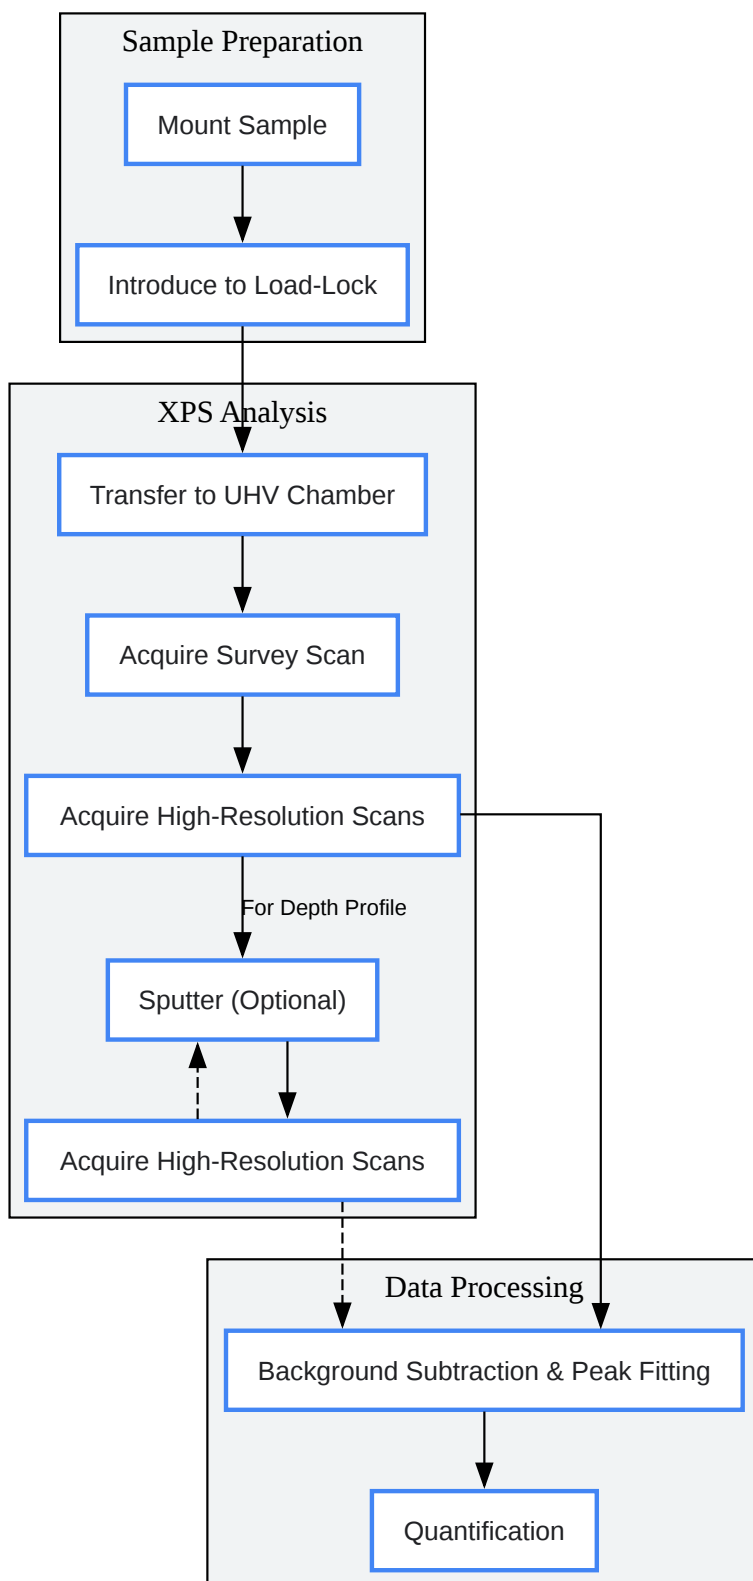 Sample Preparation
Mount Sample
Introduce to Load-Lock
XPS Analysis
Transfer to UHV Chamber
Acquire Survey Scan
Acquire High-Resolution Scans
For Depth Profile
Sputter (Optional)
Acquire High-Resolution Scans
Data Processing
Background Subtraction & Peak Fitting
Quantification